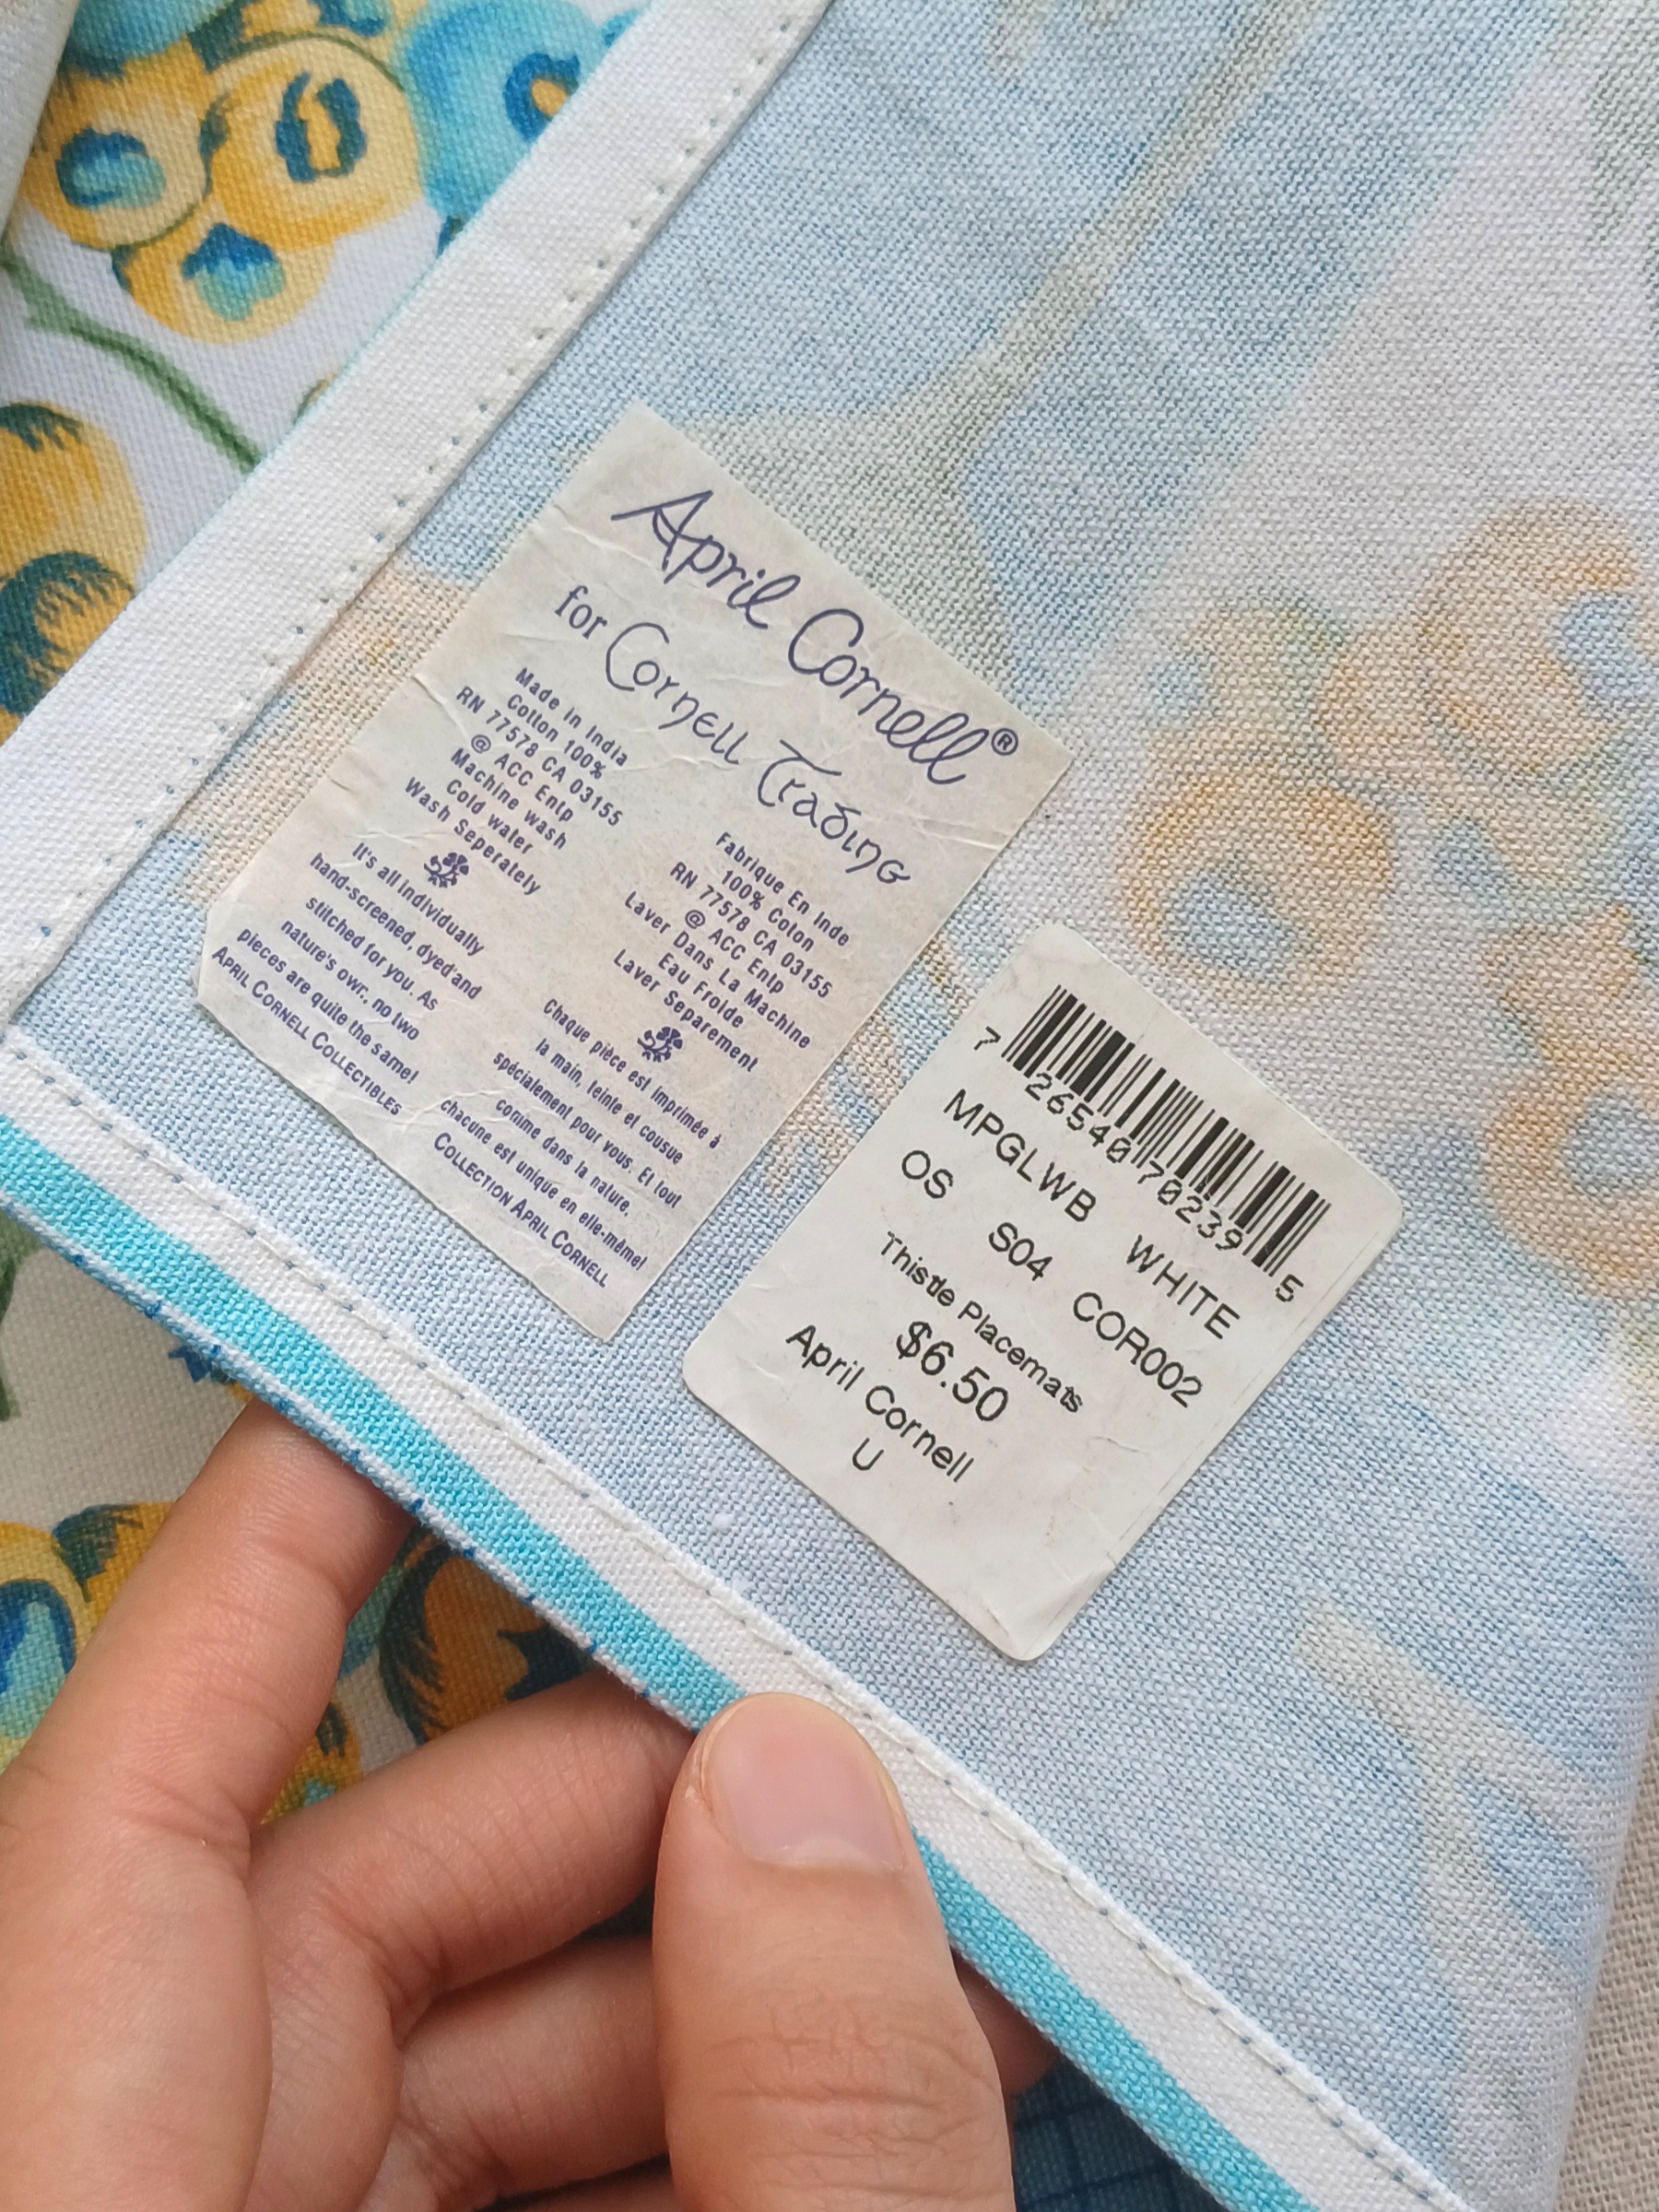 April Cornell®
for Cornell Trading
Made in India
Cotton 100%
RN 77578 CA 03155
@ ACC Entp
Machine wash
Cold water
Wash Seperately
It's all individually
hand-screened, dyed and
stitched for you. As
nature's own, no two
pieces are quite the same!
APRIL CORNELL COLLECTIBLES
Fabrique En Inde
100% Coton
RN 77578 CA 03155
@ ACC Entp
Laver Dans La Machine
Eau Froide
Laver Separement
Chaque pièce est imprimée à
la main, teinte et cousue
spécialement pour vous. Et tout
comme dans la nature,
chacune est unique en elle-même!
COLLECTION APRIL CORNELL
7 26540 70239 5
MPGLWB WHITE
OS S04 COR002
Thistle Placemats
$6.50
April Cornell
U